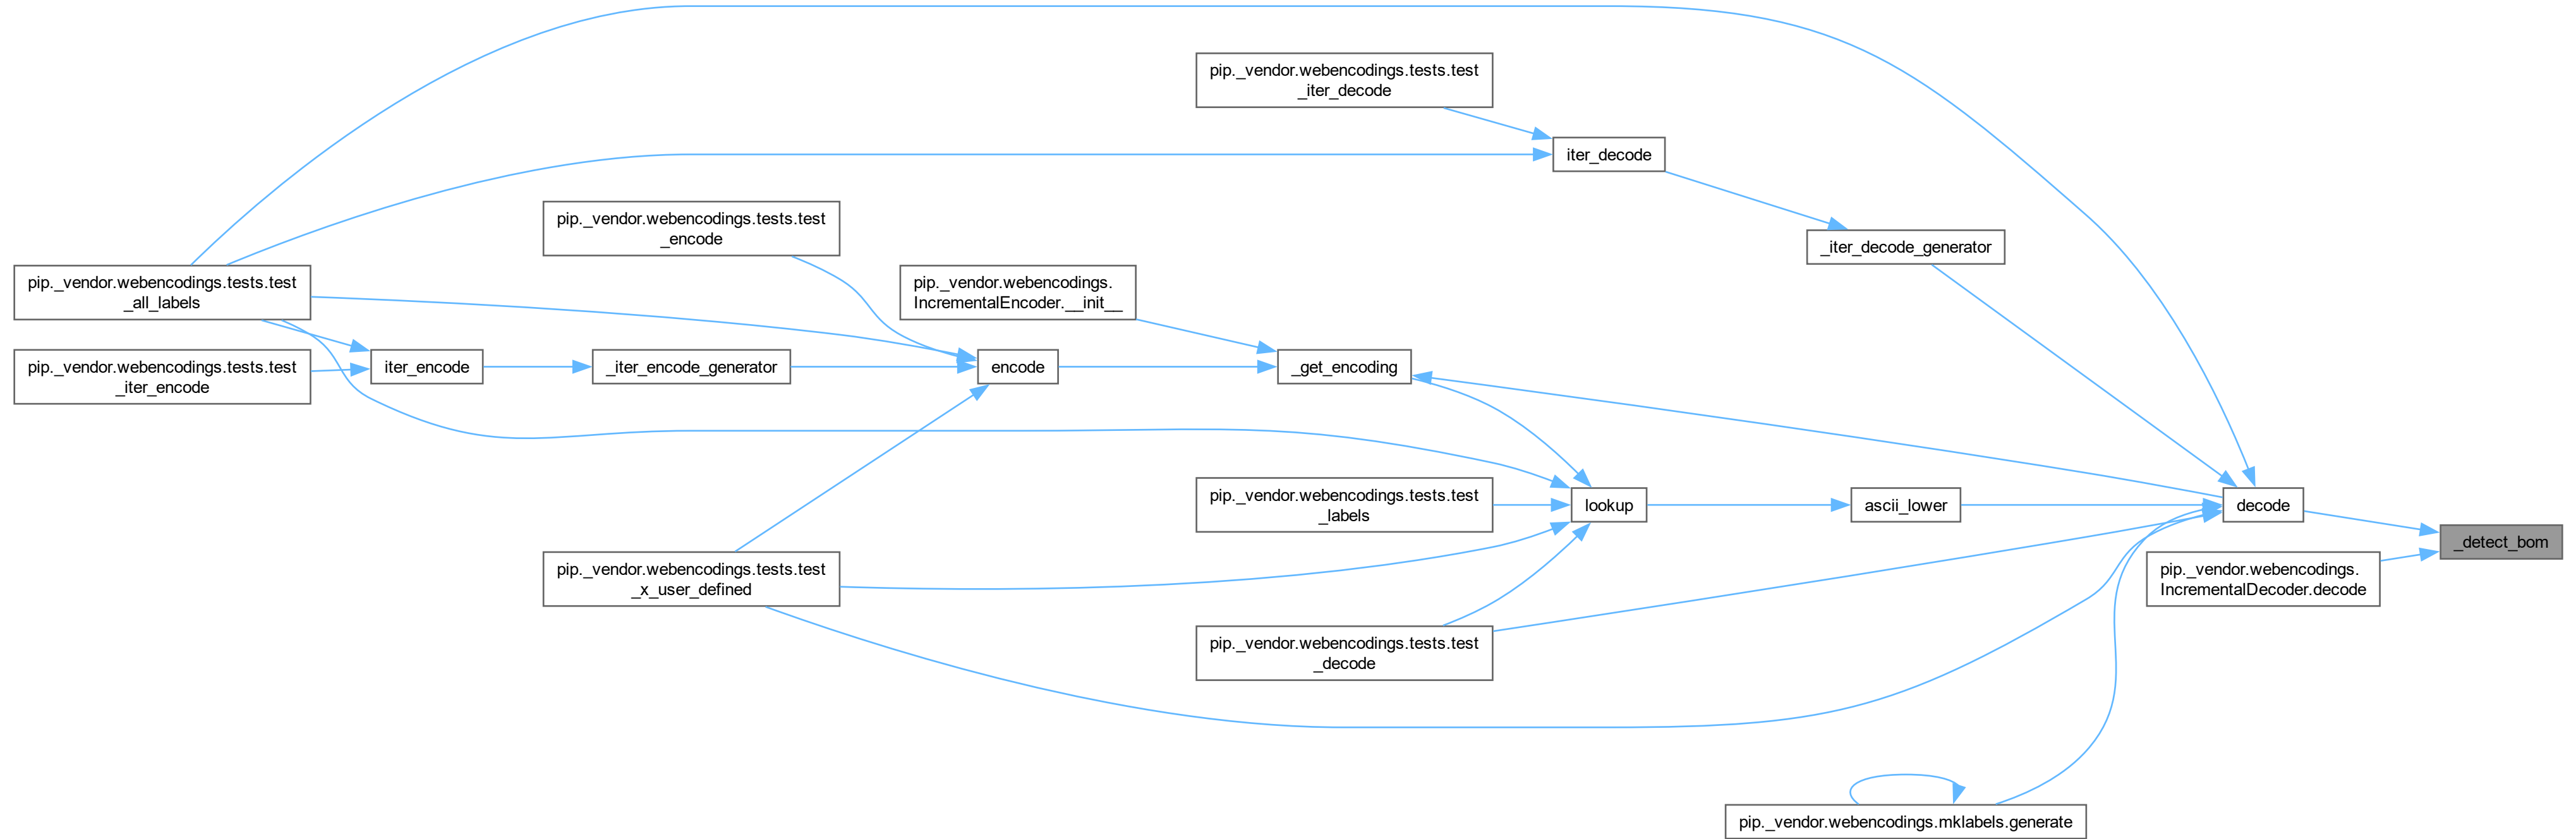 pip._vendor.webencodings.tests.test
_iter_decode
iter_decode
pip._vendor.webencodings.tests.test
_encode
_iter_decode_generator
pip._vendor.webencodings.tests.test
_all_labels
pip._vendor.webencodings.
IncrementalEncoder.__init__
pip._vendor.webencodings.tests.test
_iter_encode
iter_encode
_iter_encode_generator
encode
_get_encoding
pip._vendor.webencodings.tests.test
_labels
lookup
ascii_lower
decode
_detect_bom
pip._vendor.webencodings.tests.test
_x_user_defined
pip._vendor.webencodings.
IncrementalDecoder.decode
pip._vendor.webencodings.tests.test
_decode
pip._vendor.webencodings.mklabels.generate